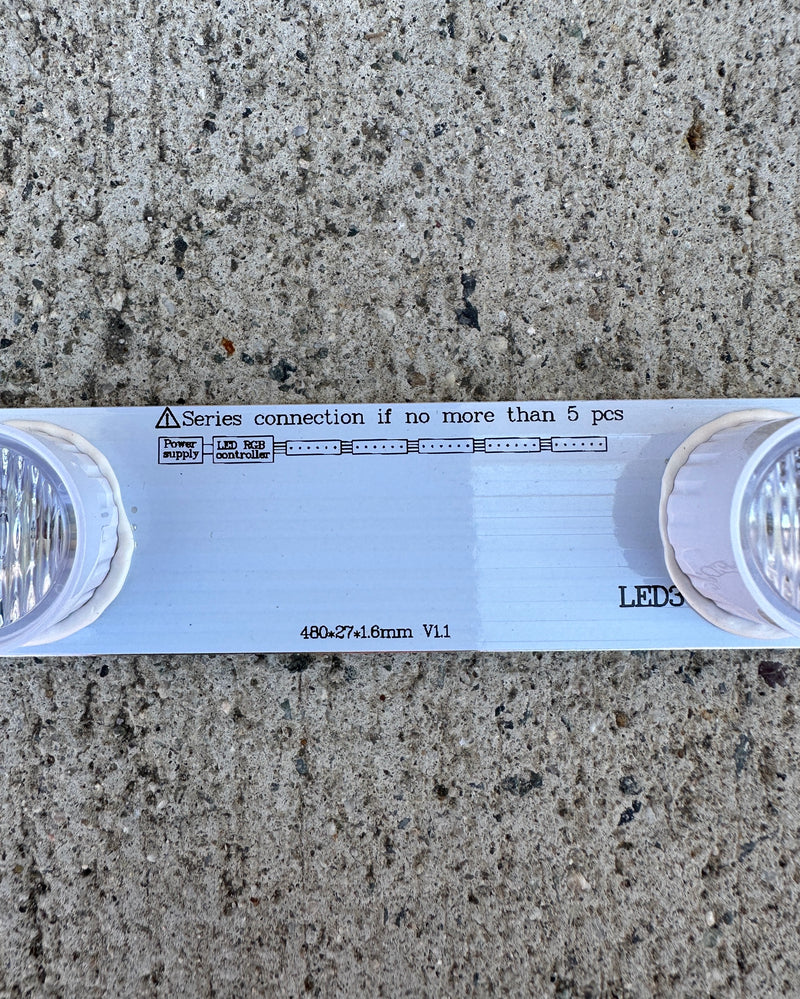 Series connection if no more than 5 pcs
Power supply
LED RGB controller
LED3
480*27*1.6mm V1.1